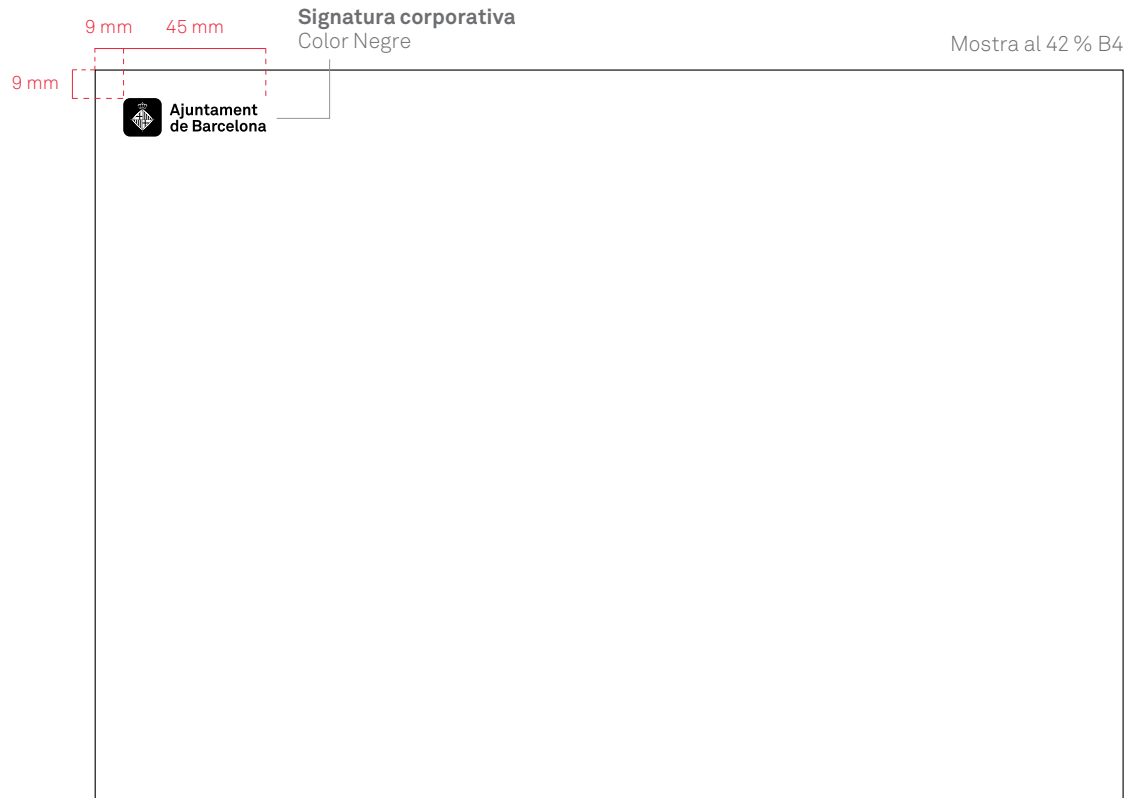 Signatura corporativa
9 mm 45 mm
Color Negre
Mostra al 42 % B4
9 mm
Ajuntament
de Barcelona